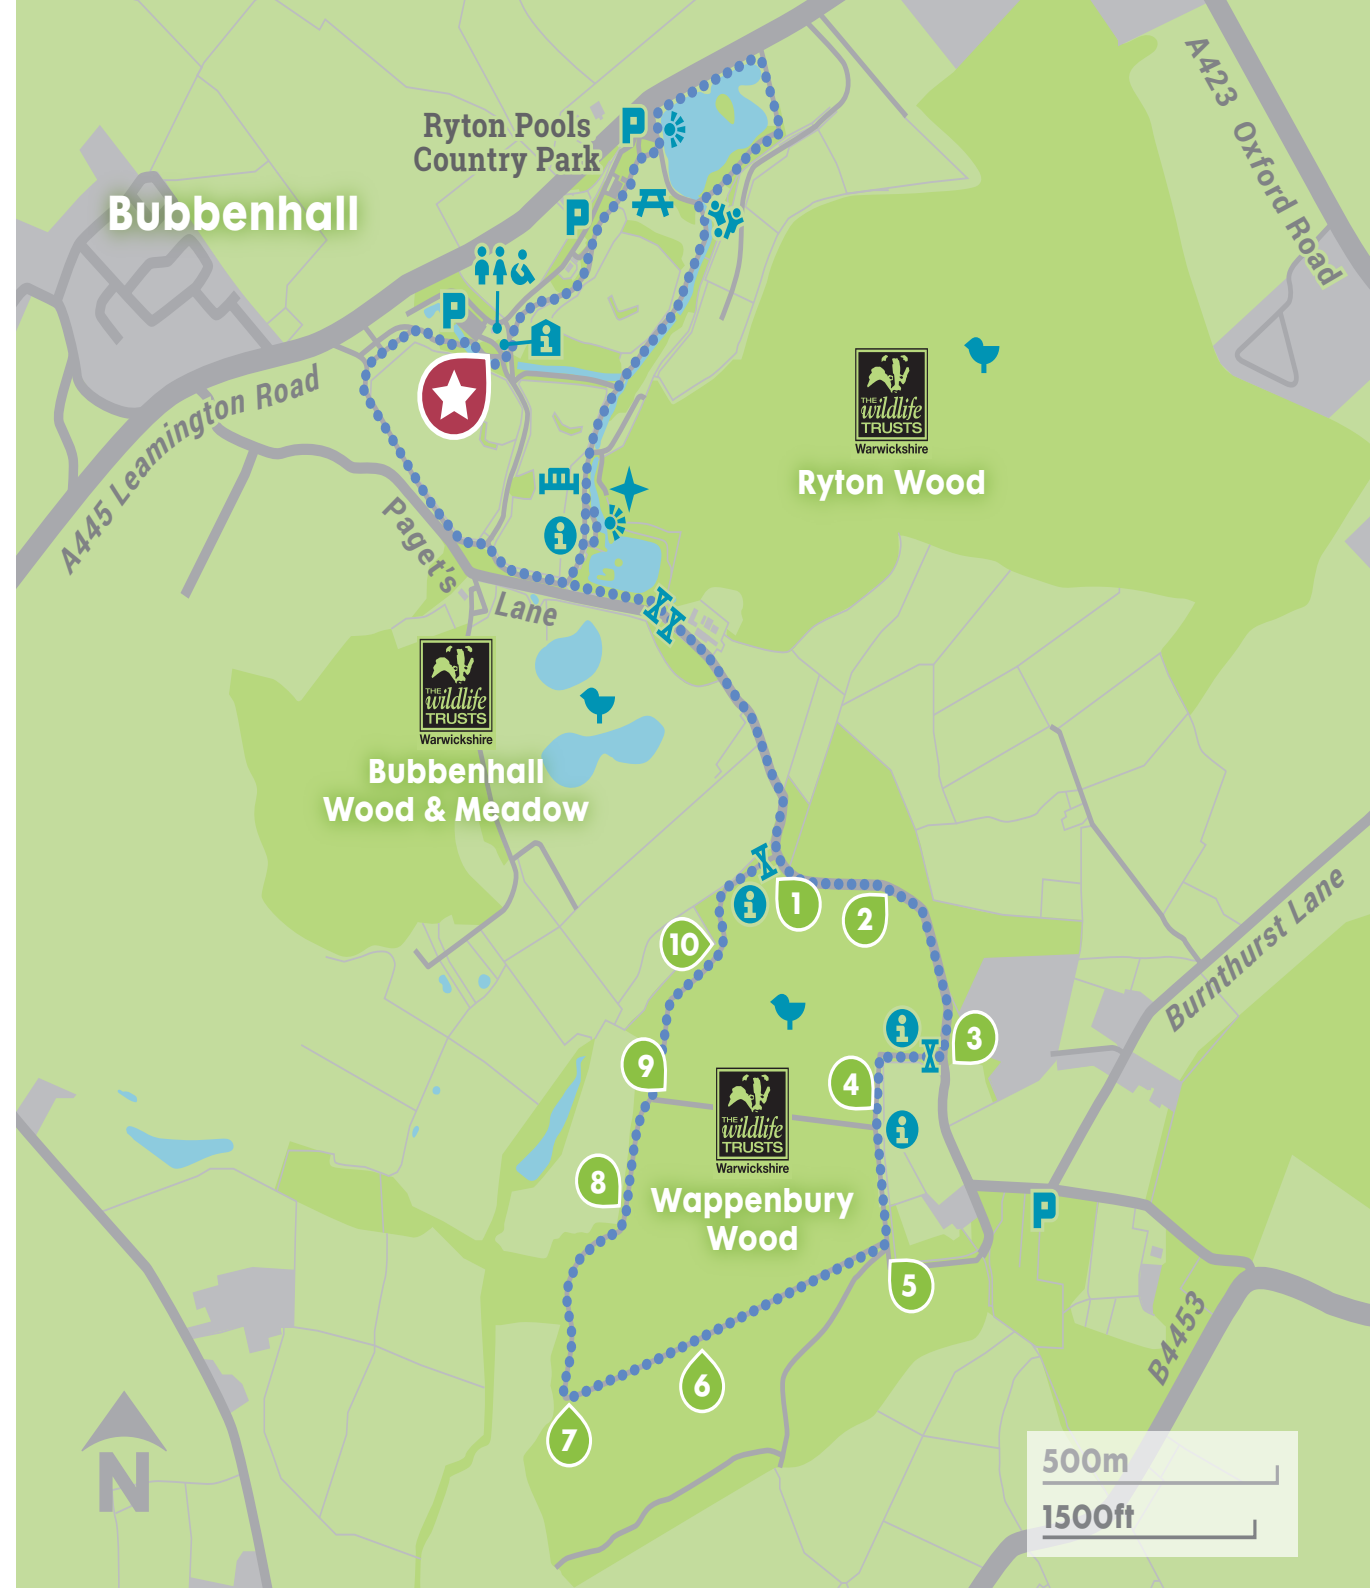 A423 Oxford Road
Ryton Pools
Country Park
P
Bubbenhall
P
P
i
A445 Leamington Road
THE
wildlife
TRUSTS
Warwickshire
Ryton Wood
Paget's
Lane
i
THE
wildlife
TRUSTS
Warwickshire
Bubbenhall
Wood & Meadow
i
1
2
10
Burnthurst Lane
i
3
9
4
THE
wildlife
TRUSTS
Warwickshire
i
8
Wappenbury
Wood
P
5
B4453
6
7
N
500m
1500ft